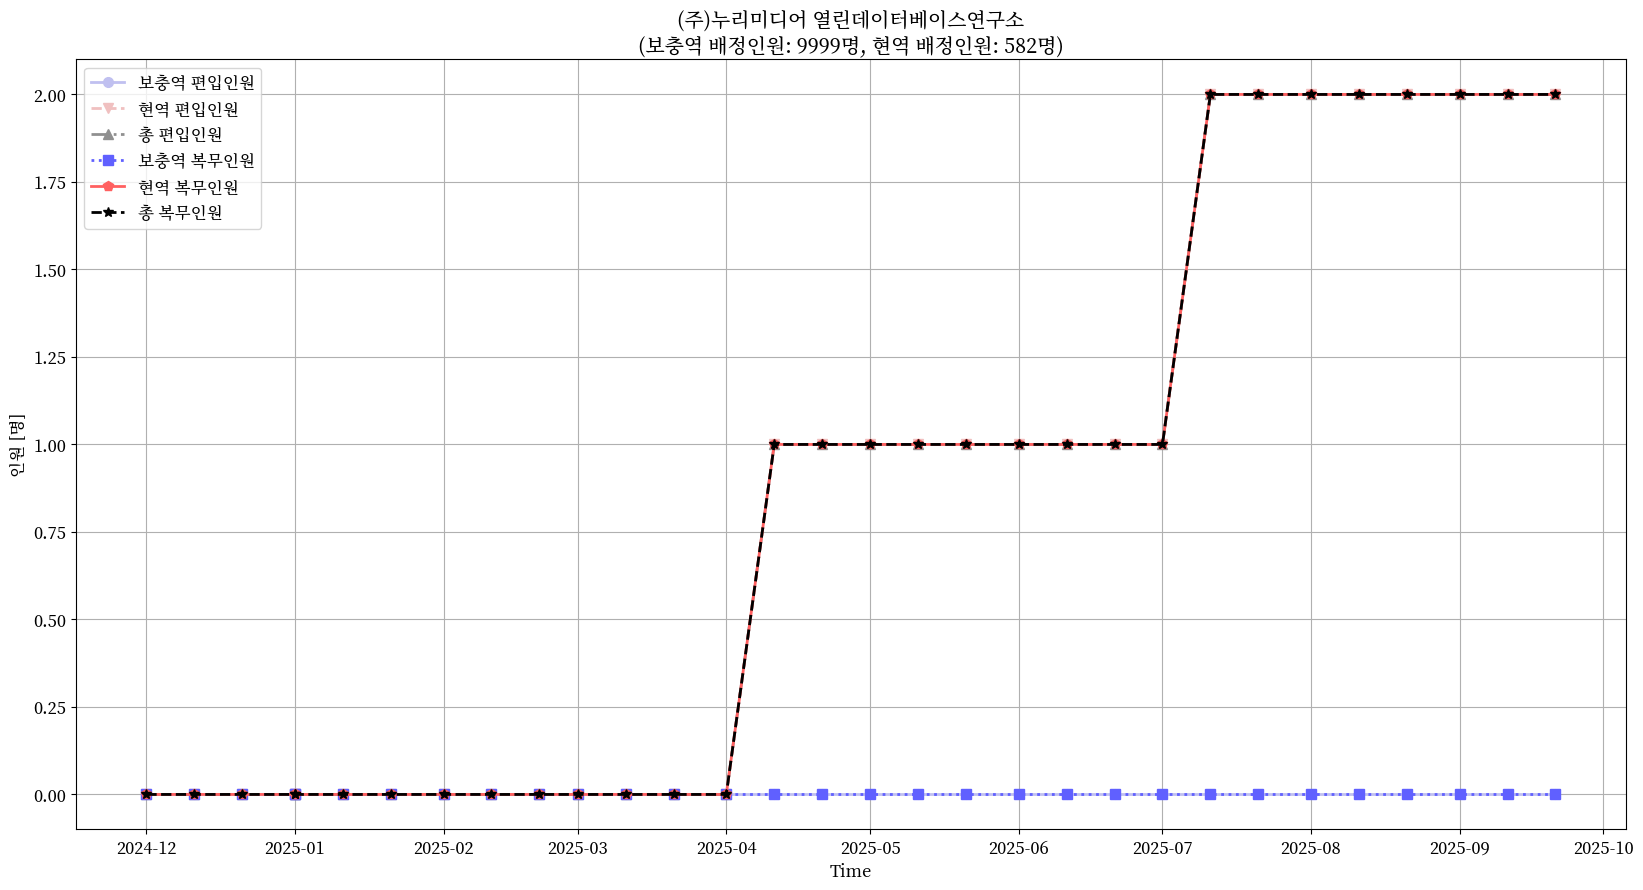 (주)누리미디어 열린데이터베이스연구소
(보충역 배정인원: 9999명, 현역 배정인원: 582명)
보충역 편입인원
현역 편입인원
총 편입인원
보충역 복무인원
현역 복무인원
총 복무인원
2.00
1.75
1.50
1.25
1.00
0.75
0.50
0.25
0.00
인원 [명]
2024-12 2025-01 2025-02 2025-03 2025-04 2025-05 2025-06 2025-07 2025-08 2025-09 2025-10
Time